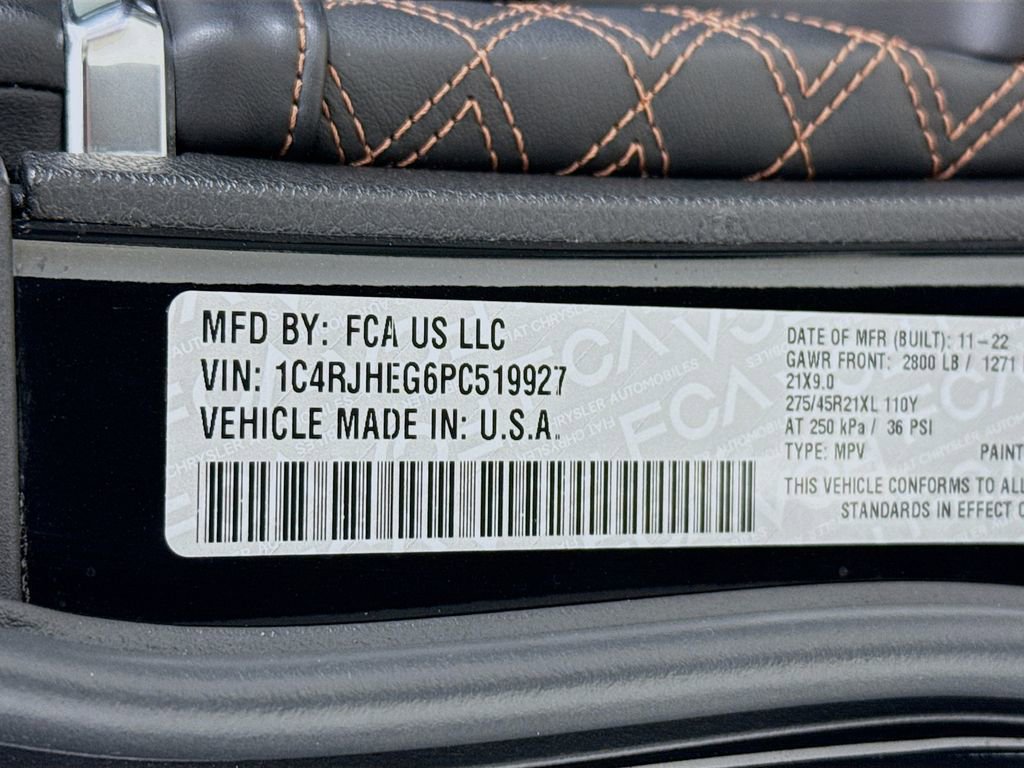 MFD BY: FCA US LLC
VIN: 1C4RJHEG6PC519927
VEHICLE MADE IN: U.S.A.
DATE OF MFR (BUILT): 11-22
GAWR FRONT: 2800 LB / 1271
21X9.0
275/45R21XL 110Y
AT 250 kPa / 36 PSI
TYPE: MPV PAINT
THIS VEHICLE CONFORMS TO ALL
STANDARDS IN EFFECT